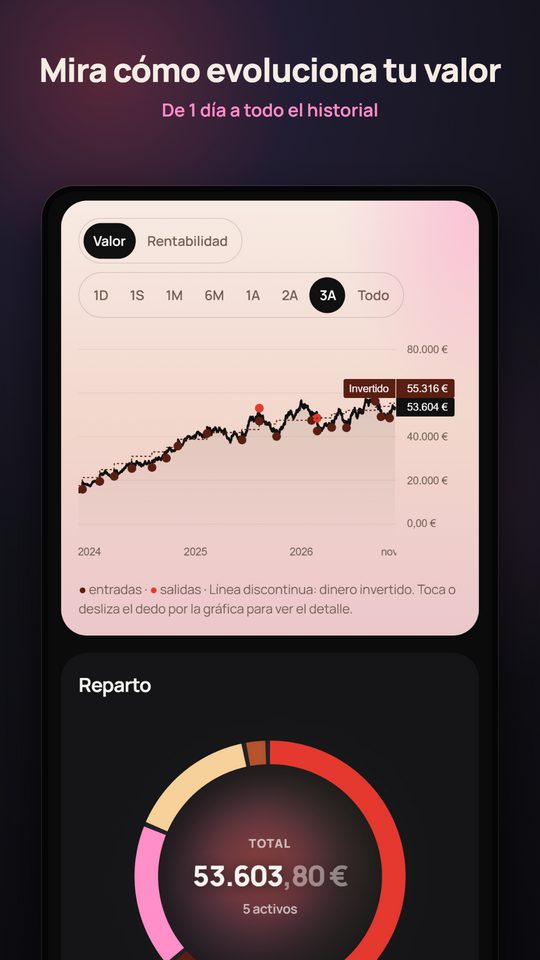 Mira cómo evoluciona tu valor
De 1 día a todo el historial
Valor Rentabilidad
1D 1S 1M 6M 1A 2A 3A Todo
80.000 €
Invertido 55.316 €
53.604 €
40.000 €
20.000 €
0,00 €
2024 2025 2026 nov
● entradas · ● salidas · Línea discontinua: dinero invertido. Toca o
desliza el dedo por la gráfica para ver el detalle.
Reparto
TOTAL
53.603,80 €
5 activos